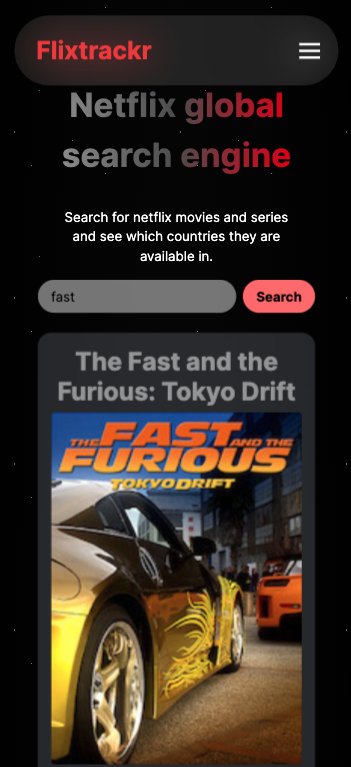 Flixtrackr
Netflix global
search engine
Search for netflix movies and series
and see which countries they are
available in.
fast
Search
The Fast and the
Furious: Tokyo Drift
THE FAST AND THE
FURIOUS
TOKYO DRIFT